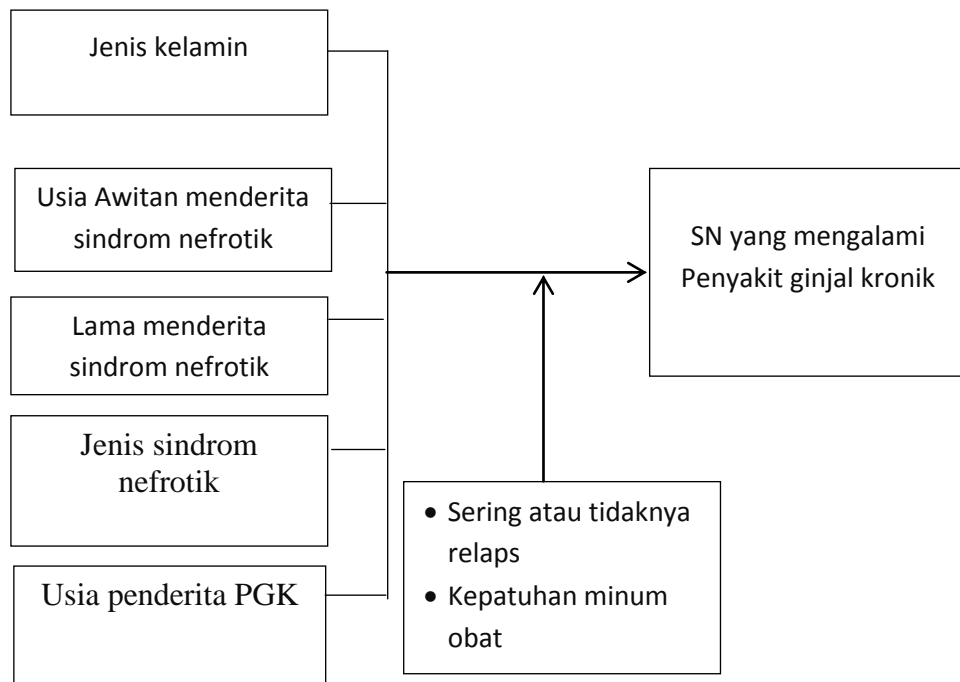 Jenis kelamin
Usia Awitan menderita
sindrom nefrotik
Lama menderita
sindrom nefrotik
Jenis sindrom
nefrotik
Usia penderita PGK
• Sering atau tidaknya
relaps
• Kepatuhan minum
obat
SN yang mengalami
Penyakit ginjal kronik